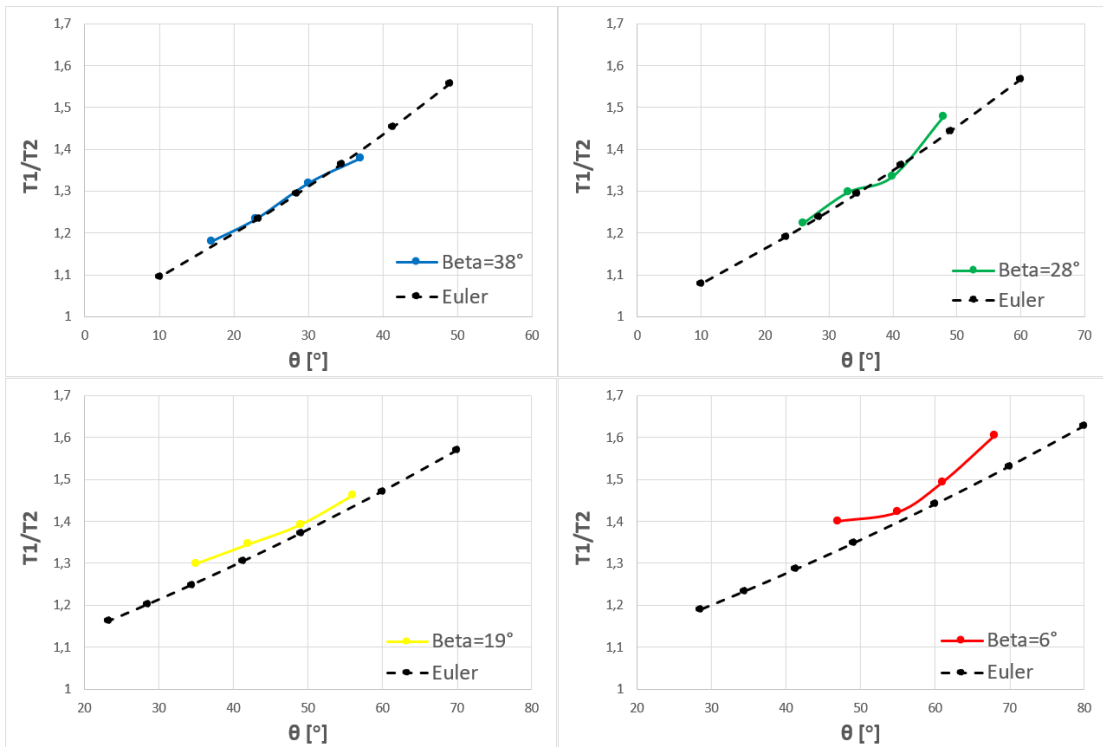 1,7
1,6
1,5
1,4
1,3
1,2
1,1
1
T1/T2
0 10 20 30 40 50 60
θ [°]
Beta=38°
Euler
1,7
1,6
1,5
1,4
1,3
1,2
1,1
1
T1/T2
0 10 20 30 40 50 60 70
θ [°]
Beta=28°
Euler
1,7
1,6
1,5
1,4
1,3
1,2
1,1
1
T1/T2
20 30 40 50 60 70 80
θ [°]
Beta=19°
Euler
1,7
1,6
1,5
1,4
1,3
1,2
1,1
1
T1/T2
20 30 40 50 60 70 80
θ [°]
Beta=6°
Euler